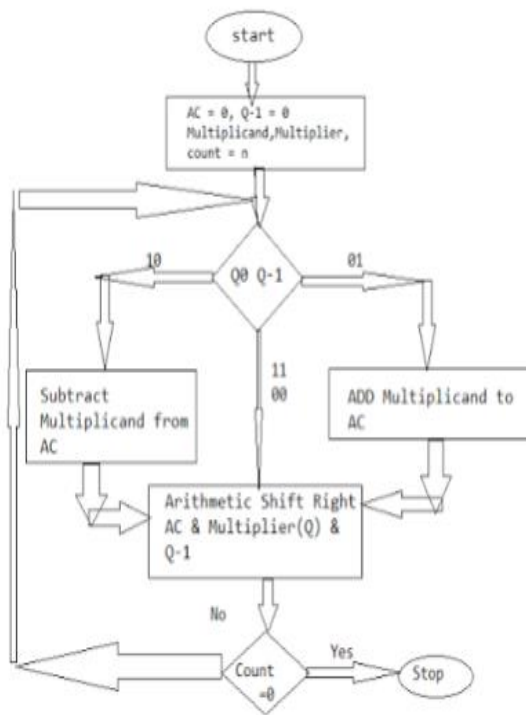 start
AC = 0, Q-1 = 0
Multiplicand,Multiplier,
count = n
10
Q0 Q-1
01
11
00
Subtract
Multiplicand from
AC
ADD Multiplicand to
AC
Arithmetic Shift Right
AC & Multiplier(Q) &
Q-1
No
Count
=0
Yes
Stop